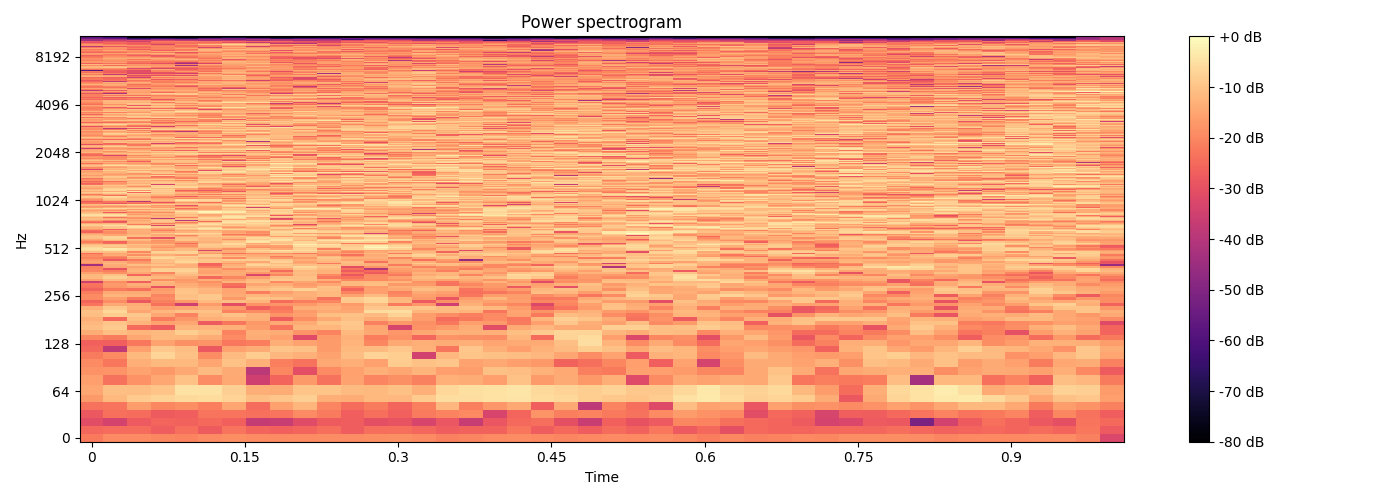 Power spectrogram
Hz
8192
4096
2048
1024
512
256
128
64
0
0 0.15 0.3 0.45 0.6 0.75 0.9
Time
+0 dB
-10 dB
-20 dB
-30 dB
-40 dB
-50 dB
-60 dB
-70 dB
-80 dB